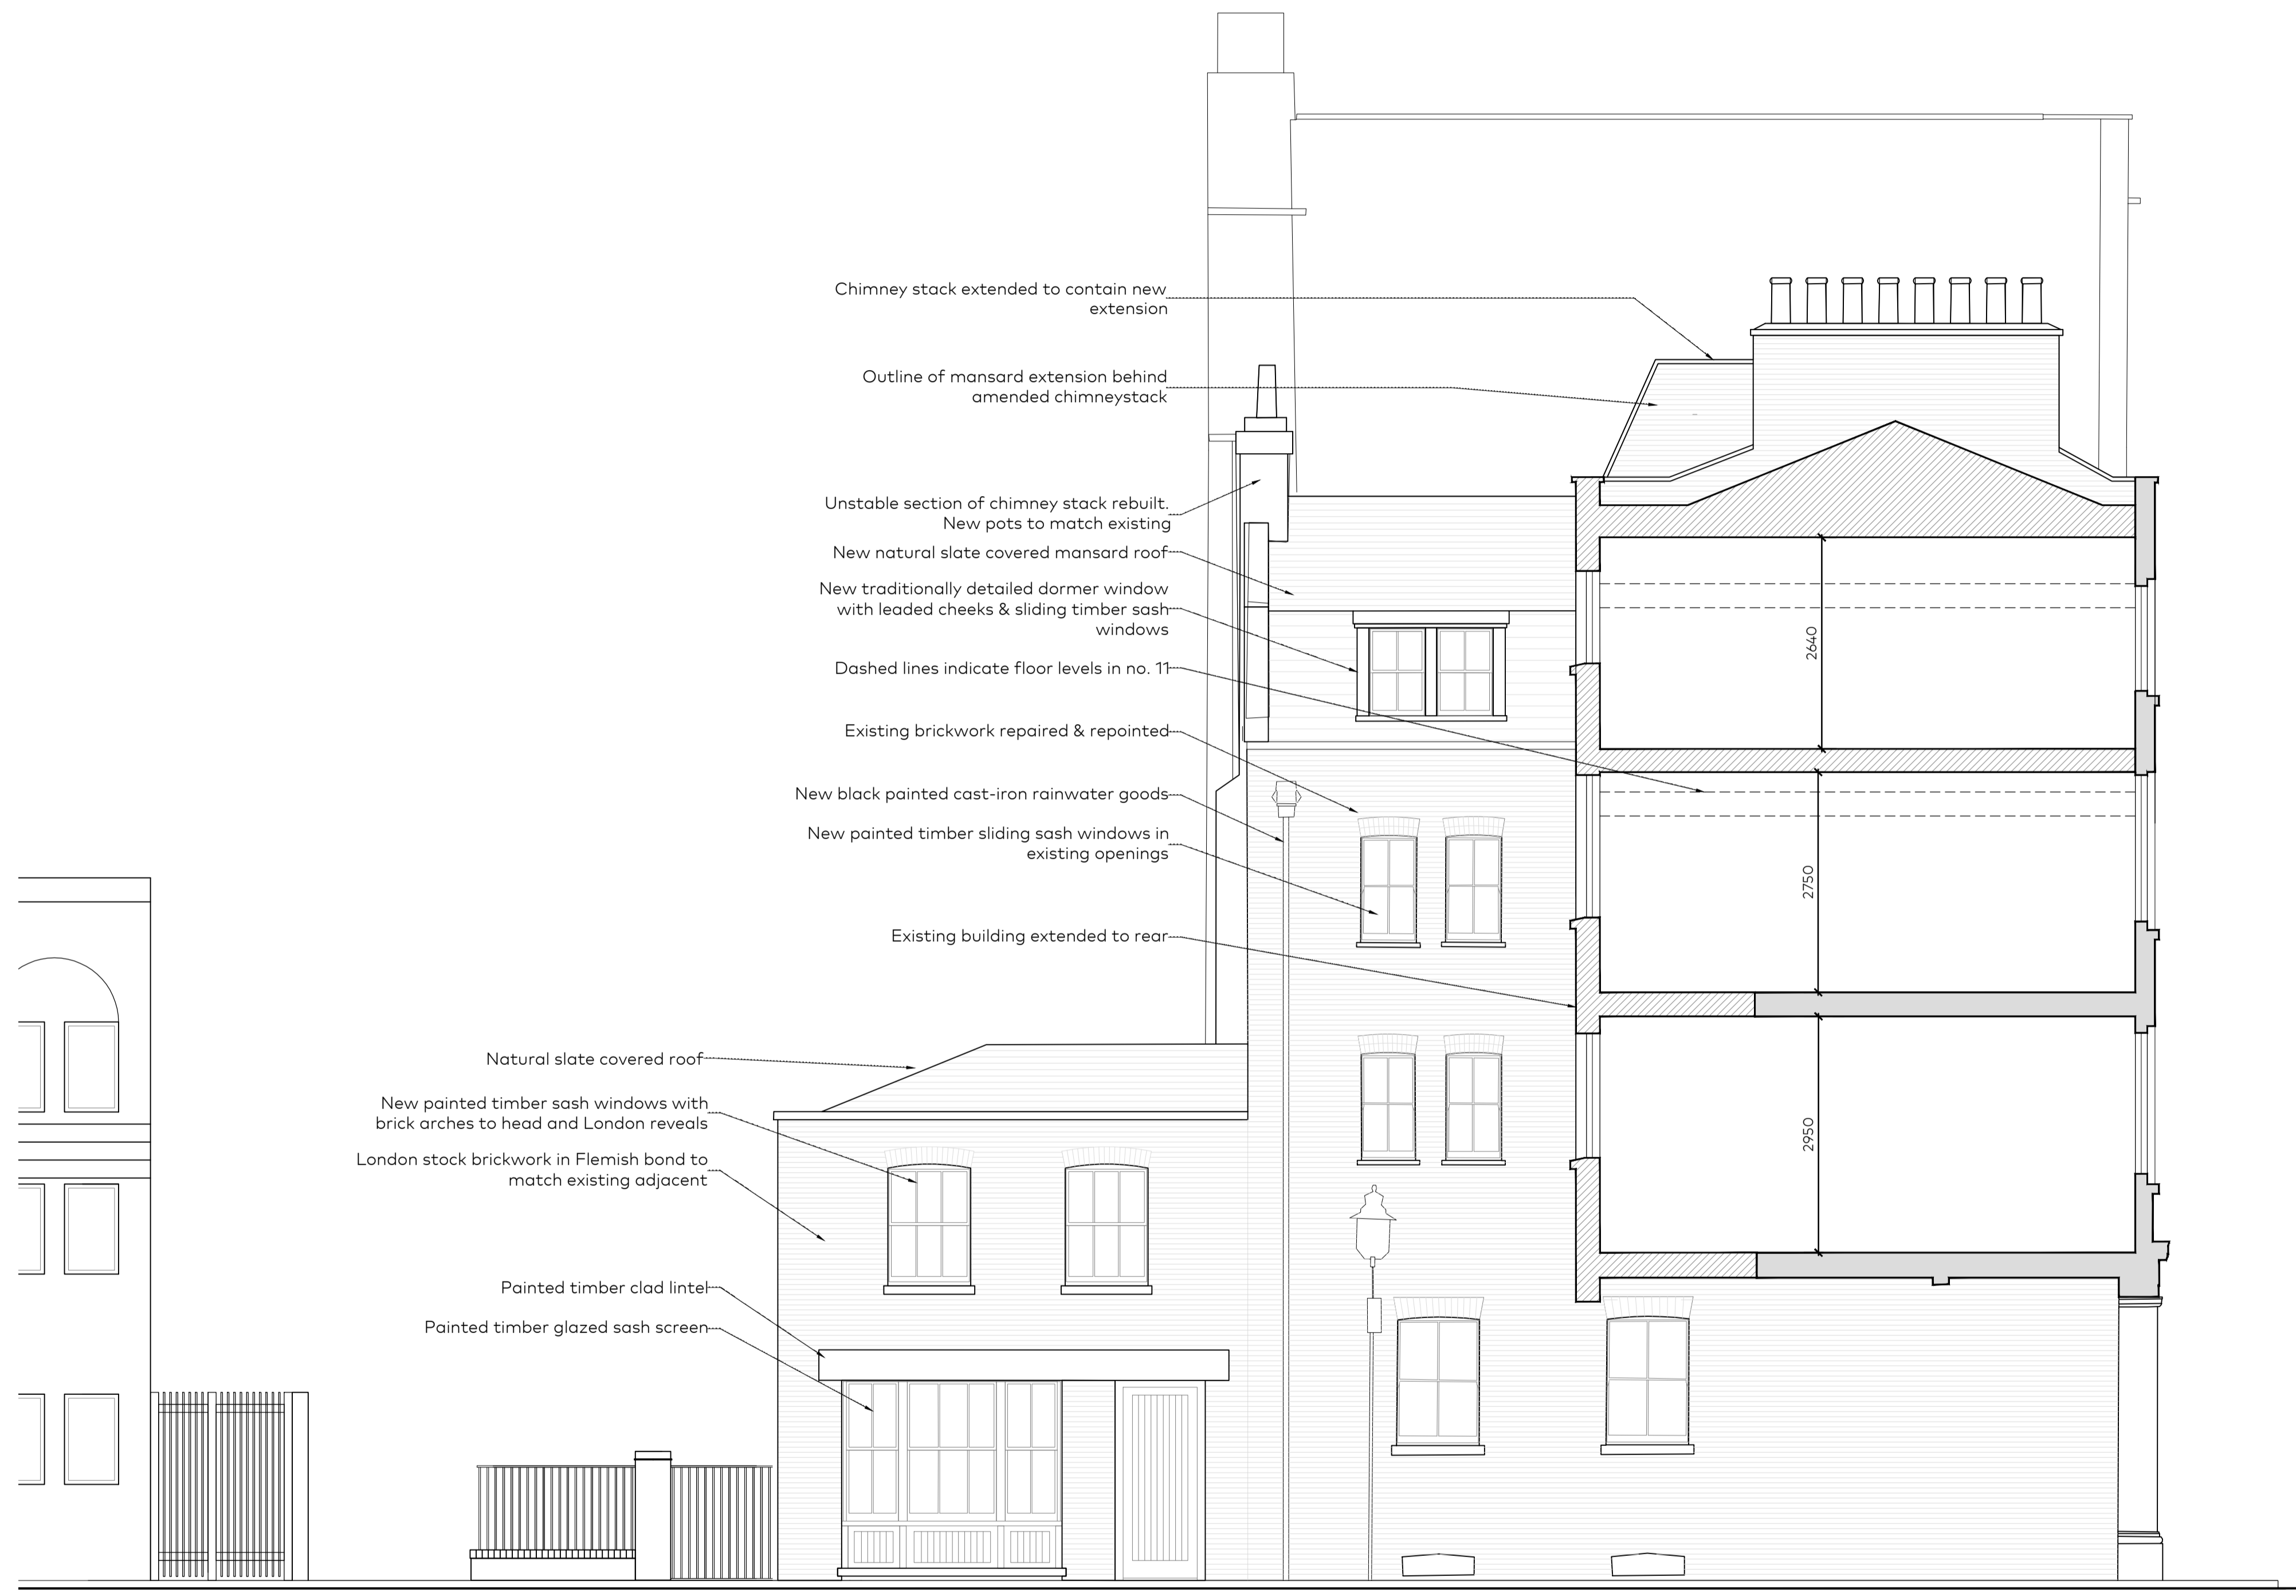 Chimney stack extended to contain new
extension
Outline of mansard extension behind
amended chimneystack
Unstable section of chimney stack rebuilt.
New pots to match existing
New natural slate covered mansard roof
New traditionally detailed dormer window
with leaded cheeks & sliding timber sash
windows
2640
Dashed lines indicate floor levels in no. 11
Existing brickwork repaired & repointed
New black painted cast-iron rainwater goods
New painted timber sliding sash windows in
existing openings
2750
Existing building extended to rear
Natural slate covered roof
New painted timber sash windows with
brick arches to head and London reveals
2950
London stock brickwork in Flemish bond to
match existing adjacent
Painted timber clad lintel
Painted timber glazed sash screen